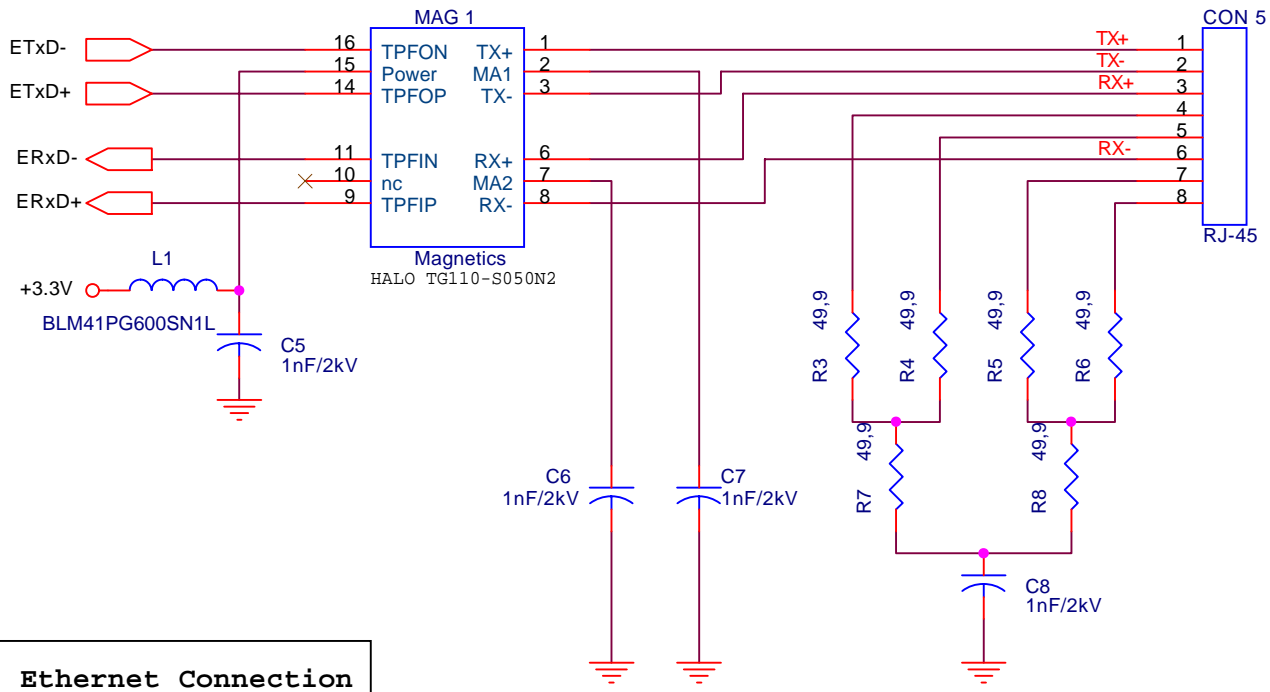 MAG 1
CON 5
ETxD-
16
TPFON
TX+
1
TX+
1
15
Power
MA1
2
TX-
2
ETxD+
14
TPFOP
TX-
3
RX+
3
4
5
ERxD-
11
TPFIN
RX+
6
RX-
6
10
nc
MA2
7
7
ERxD+
9
TPFIP
RX-
8
8
RJ-45
Magnetics
HALO TG110-S050N2
L1
+3.3V
BLM41PG600SN1L
C5
1nF/2kV
R3
49,9
R4
49,9
R5
49,9
R6
49,9
R7
49,9
R8
49,9
C6
1nF/2kV
C7
1nF/2kV
C8
1nF/2kV
Ethernet Connection